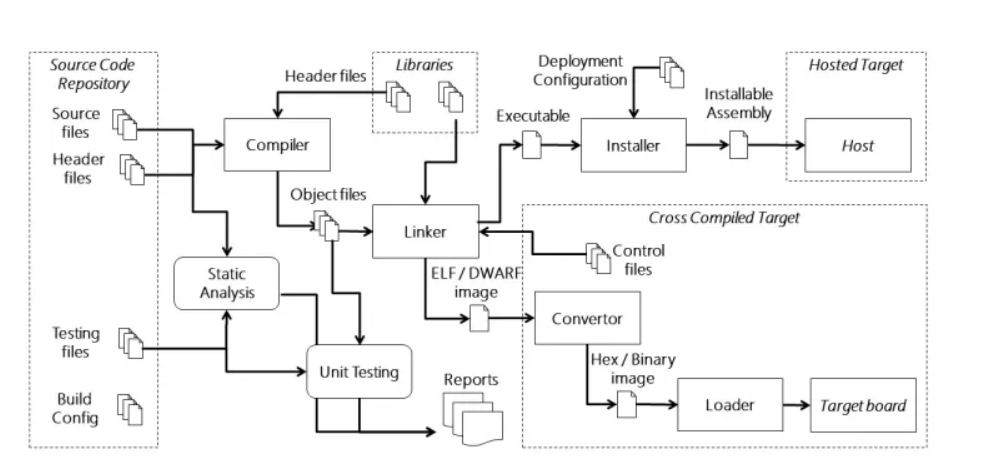 Source Code
Repository
Source
files
Header
files
Testing
files
Build
Config
Header files
Libraries
Compiler
Object files
Static
Analysis
Unit Testing
Reports
Linker
Executable
Deployment
Configuration
Installer
Installable
Assembly
Hosted Target
Host
Cross Compiled Target
Control
files
ELF / DWARF
image
Convertor
Hex / Binary
image
Loader
Target board